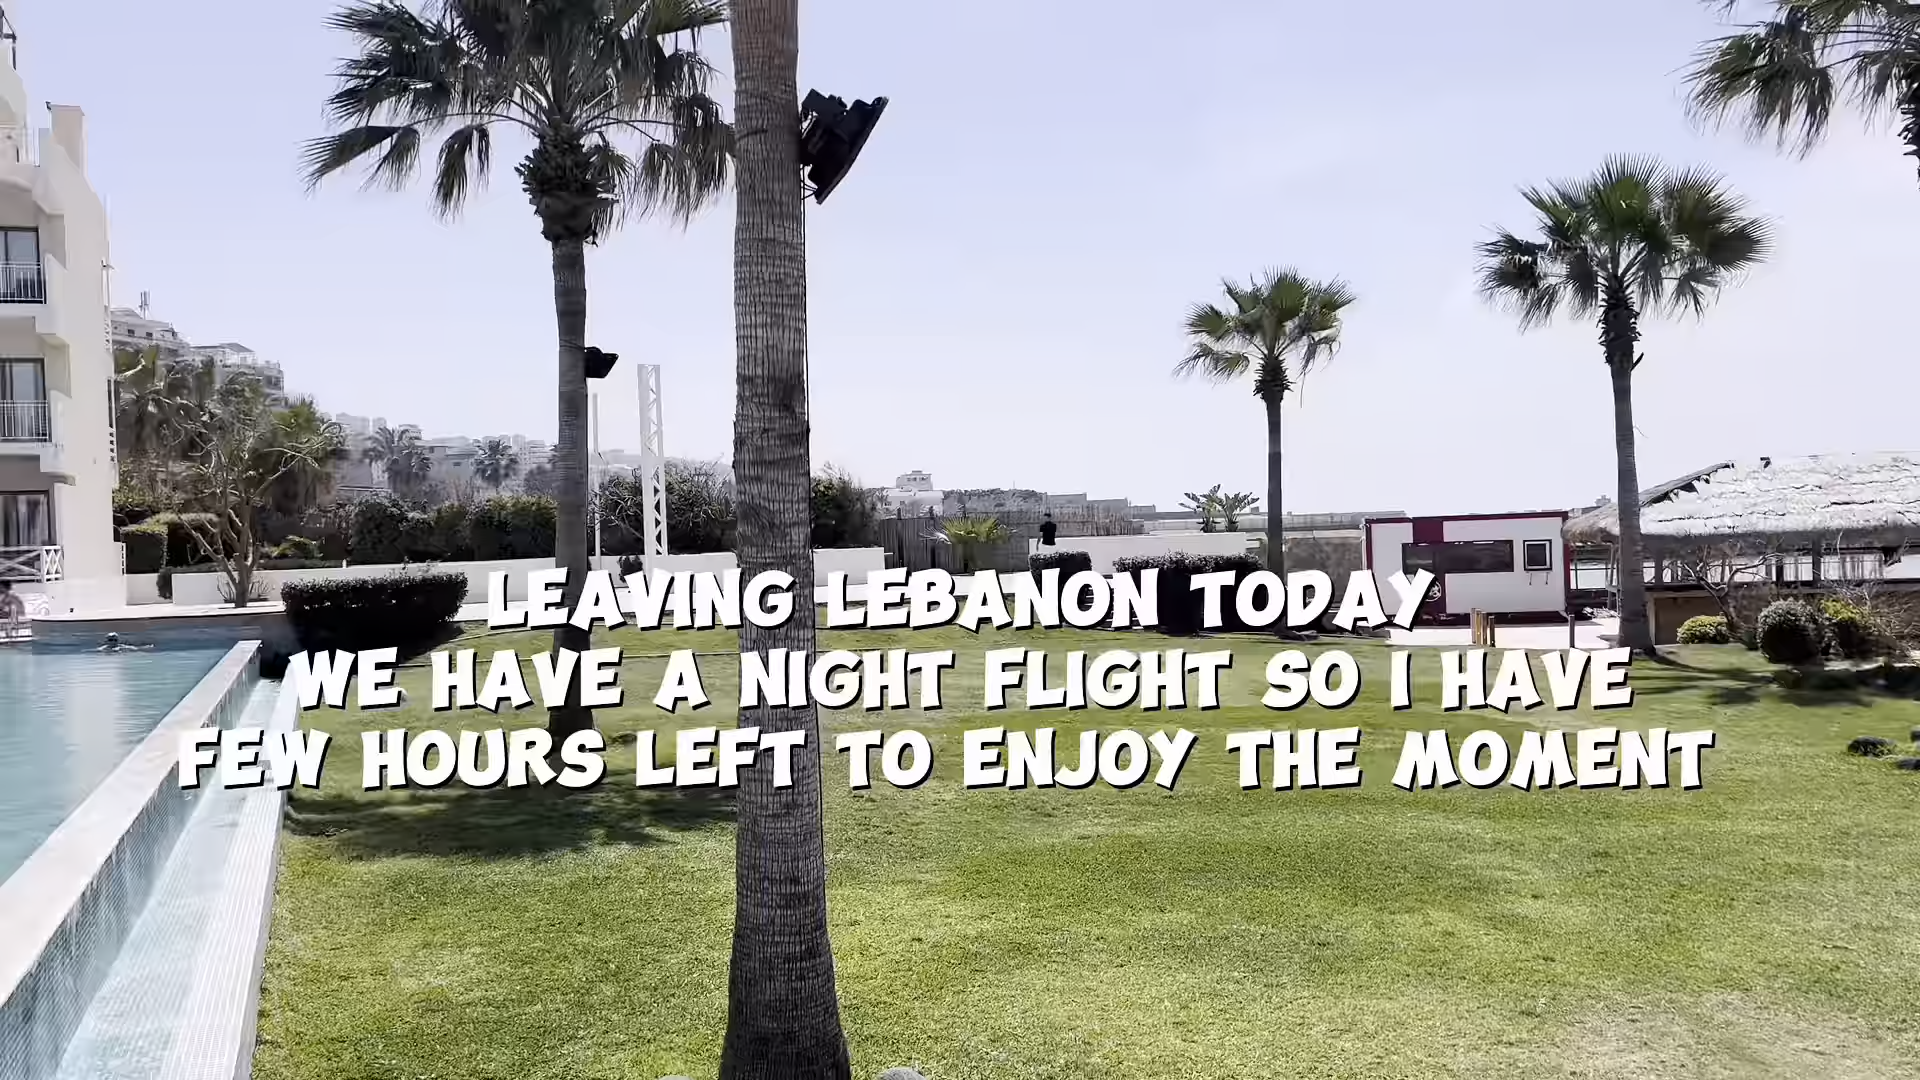 LEAVING LEBANON TODAY
WE HAVE A NIGHT FLIGHT SO I HAVE
FEW HOURS LEFT TO ENJOY THE MOMENT